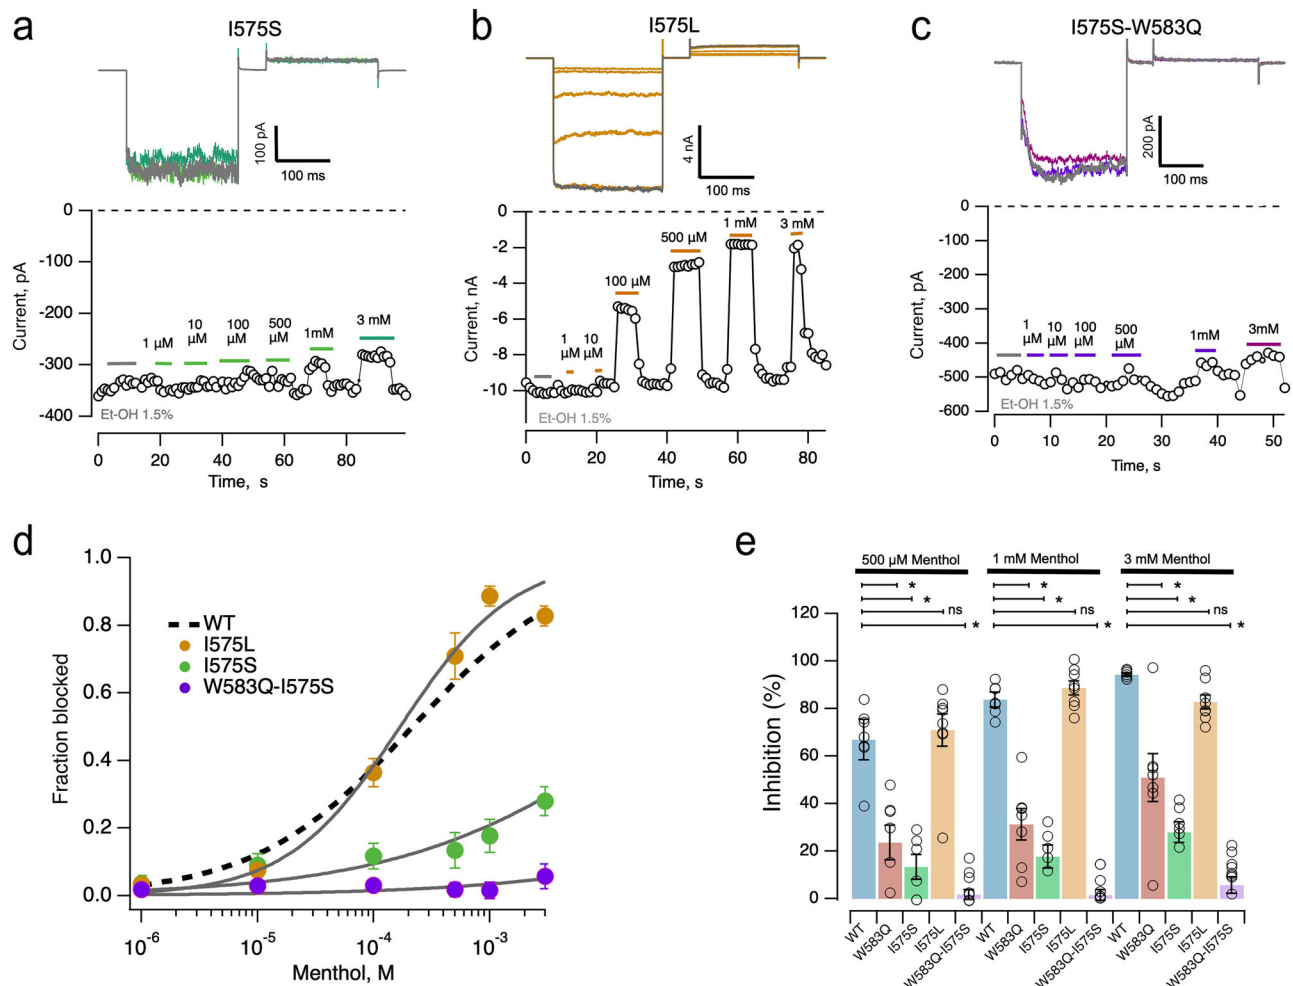 a
I575S
100 pA
100 ms
0
-100
-200
-300
-400
Current, pA
1 µM
10
µM
100
µM
500
µM
1mM
3 mM
Et-OH 1.5%
0
20
40
60
80
Time, s
b
I575L
4 nA
100 ms
0
-2
-4
-6
-8
-10
Current, nA
1
µM
10
µM
100 µM
500 µM
1 mM
3 mM
Et-OH 1.5%
0
20
40
60
80
Time, s
c
I575S-W583Q
200 pA
100 ms
0
-100
-200
-300
-400
-500
-600
Current, pA
1
µM
10
µM
100
µM
500
µM
1mM
3mM
Et-OH 1.5%
0
10
20
30
40
50
Time, s
d
1.0
0.8
0.6
0.4
0.2
0.0
Fraction blocked
WT
I575L
I575S
W583Q-I575S
10-6
10-5
10-4
10-3
Menthol, M
e
500 µM Menthol
1 mM Menthol
3 mM Menthol
*
*
ns
*
*
*
ns
*
*
*
ns
*
120
100
80
60
40
20
0
Inhibition (%)
WT
W583Q
I575S
I575L
W583Q-I575S
WT
W583Q
I575S
I575L
W583Q-I575S
WT
W583Q
I575S
I575L
W583Q-I575S